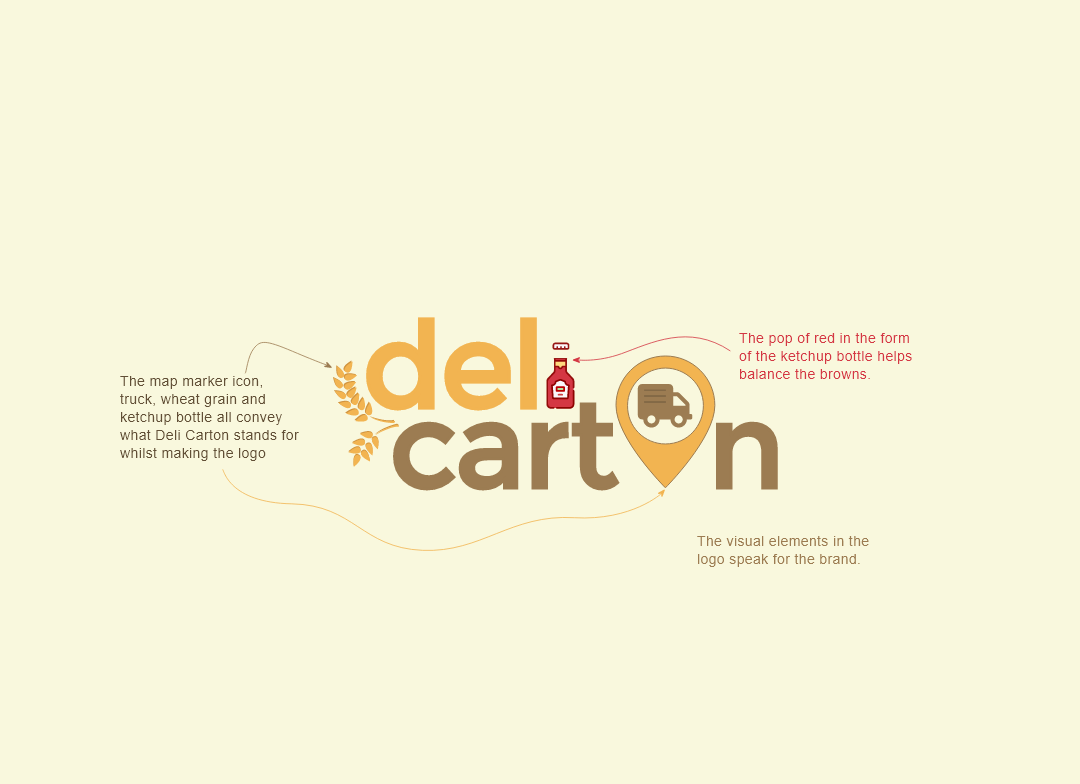 deli
carton
The map marker icon,
truck, wheat grain and
ketchup bottle all convey
what Deli Carton stands for
whilst making the logo
The pop of red in the form
of the ketchup bottle helps
balance the browns.
The visual elements in the
logo speak for the brand.